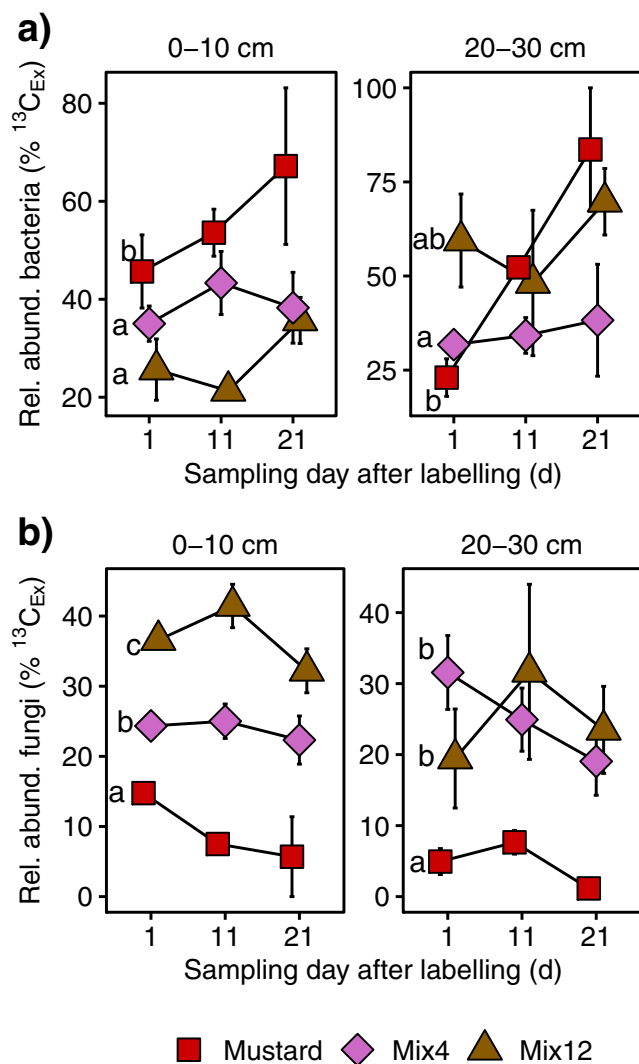 a)
0–10 cm
20–30 cm
Rel. abund. bacteria (% ¹³C_Ex)
80
60
40
20
b
a
a
100
75
50
25
ab
a
b
1 11 21
1 11 21
Sampling day after labelling (d)
b)
0–10 cm
20–30 cm
Rel. abund. fungi (% ¹³C_Ex)
40
30
20
10
0
c
b
a
40
30
20
10
0
b
b
a
1 11 21
1 11 21
Sampling day after labelling (d)
Mustard Mix4 Mix12